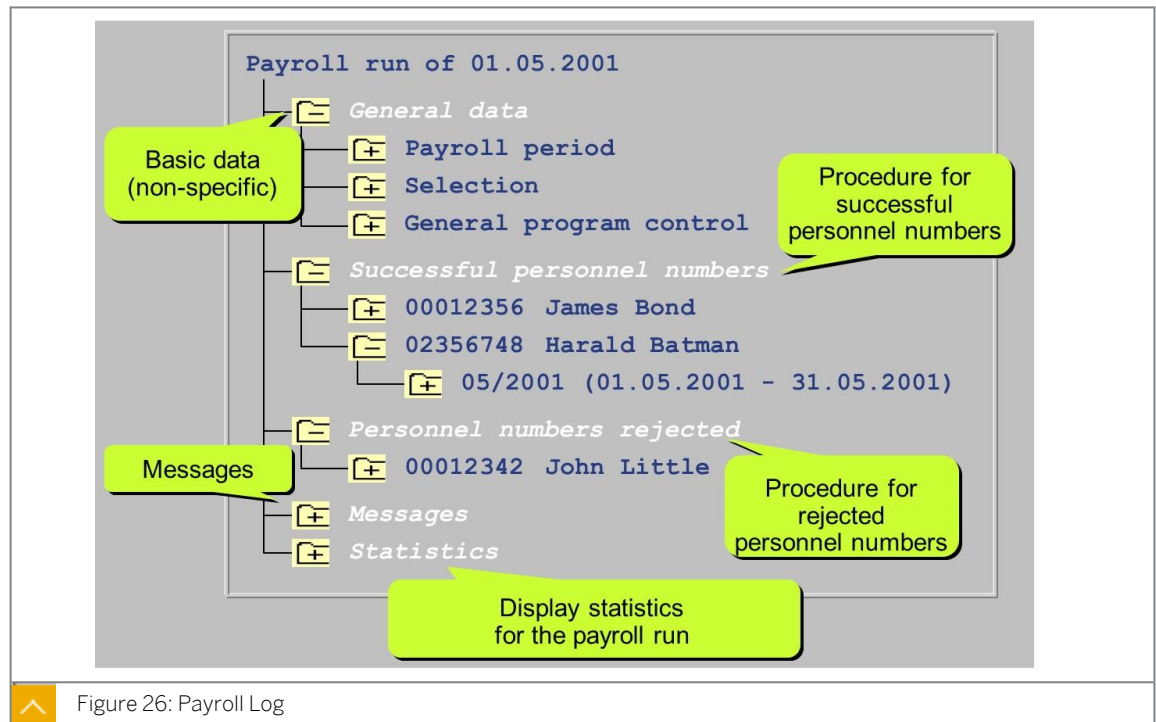 Payroll run of 01.05.2001
General data
Basic data
(non-specific)
Payroll period
Selection
General program control
Procedure for
successful
personnel numbers
Successful personnel numbers
00012356 James Bond
02356748 Harald Batman
05/2001 (01.05.2001 - 31.05.2001)
Personnel numbers rejected
00012342 John Little
Messages
Procedure for
rejected
personnel numbers
Messages
Statistics
Display statistics
for the payroll run
Figure 26: Payroll Log